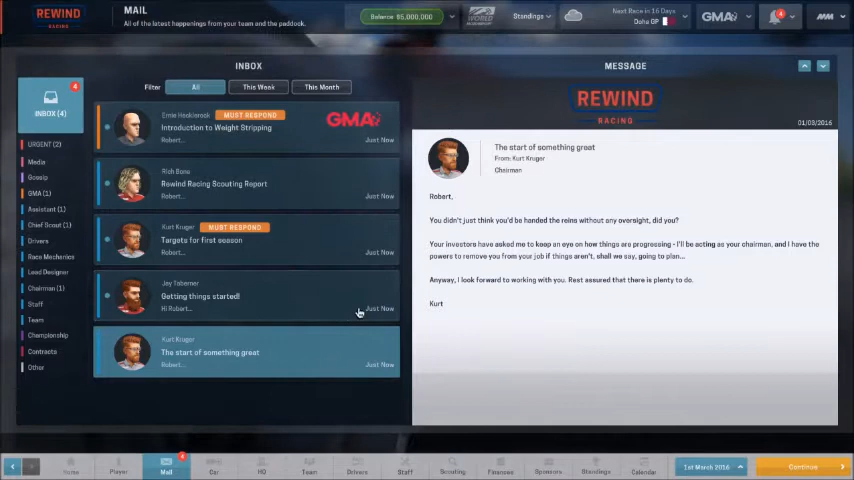 REWIND
RACING
MAIL
All of the latest happenings from your team and the paddock.
Balance: $5,000,000
Standings
Next Race in 16 Days
Doha GP
GMA
4
INBOX
MESSAGE
Filter
All
This Week
This Month
4
INBOX (4)
URGENT (2)
Media
Gossip
GMA (1)
Assistant (1)
Chief Scout (1)
Drivers
Race Mechanics
Lead Designer
Chairman (1)
Staff
Team
Championship
Contracts
Other
Ernie Hecklerock
MUST RESPOND
Introduction to Weight Stripping
Robert...
GMA
Just Now
Rich Bone
Rewind Racing Scouting Report
Robert...
Just Now
Kurt Kruger
MUST RESPOND
Targets for first season
Robert...
Just Now
Jay Taberner
Getting things started!
Hi Robert...
Just Now
Kurt Kruger
The start of something great
Robert...
Just Now
REWIND
RACING
01/03/2016
The start of something great
From: Kurt Kruger
Chairman
Robert,
You didn't just think you'd be handed the reins without any oversight, did you?
Your investors have asked me to keep an eye on how things are progressing - I'll be acting as your chairman, and I have the
powers to remove you from your job if things aren't, shall we say, going to plan...
Anyway, I look forward to working with you. Rest assured that there is plenty to do.
Kurt
Home
Player
4
Mail
Car
HQ
Team
Drivers
Staff
Scouting
Finances
Sponsors
Standings
Calendar
1st March 2016
Continue